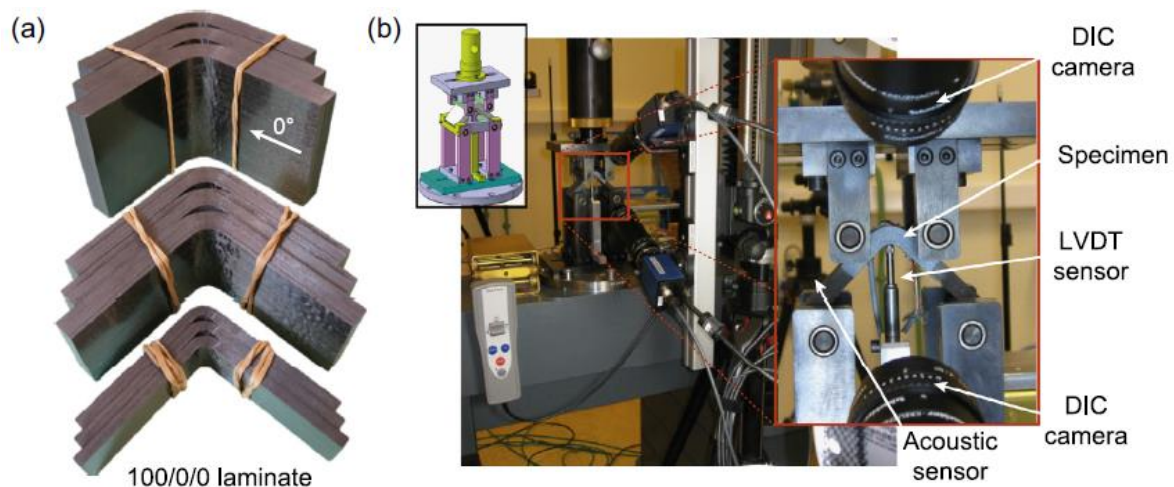 (a)
0°
100/0/0 laminate
(b)
DIC
camera
Specimen
LVDT
sensor
DIC
camera
Acoustic
sensor